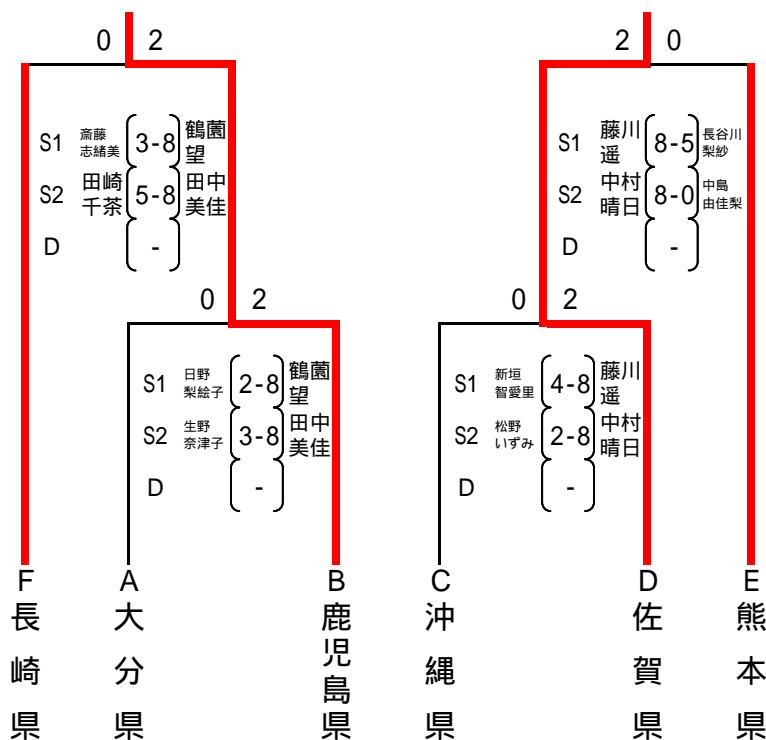 0 2
S1 斎藤 志緒美 3-8 鶴薗 望
S2 田崎 千茶 5-8 田中 美佳
D -
0 2
S1 日野 梨絵子 2-8 鶴薗 望
S2 生野 奈津子 3-8 田中 美佳
D -
2 0
S1 藤川 遥 8-5 長谷川 梨紗
S2 中村 晴日 8-0 中島 由佳梨
D -
0 2
S1 新垣 智愛里 4-8 藤川 遥
S2 松野 いずみ 2-8 中村 晴日
D -
F 長崎県
A 大分県
B 鹿児島県
C 沖縄県
D 佐賀県
E 熊本県